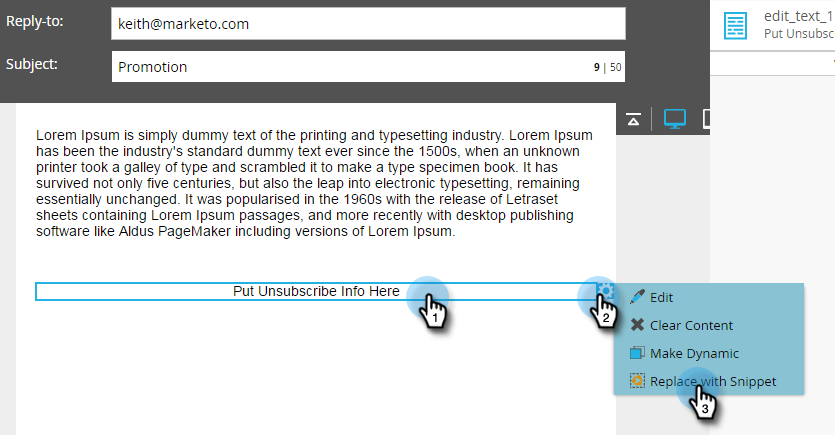 Reply-to:
keith@marketo.com
edit_text_1
Put Unsubsc
Subject:
Promotion
9 | 50
Lorem Ipsum is simply dummy text of the printing and typesetting industry. Lorem Ipsum
has been the industry's standard dummy text ever since the 1500s, when an unknown
printer took a galley of type and scrambled it to make a type specimen book. It has
survived not only five centuries, but also the leap into electronic typesetting, remaining
essentially unchanged. It was popularised in the 1960s with the release of Letraset
sheets containing Lorem Ipsum passages, and more recently with desktop publishing
software like Aldus PageMaker including versions of Lorem Ipsum.
Put Unsubscribe Info Here
1
2
Edit
Clear Content
Make Dynamic
Replace with Snippet
3